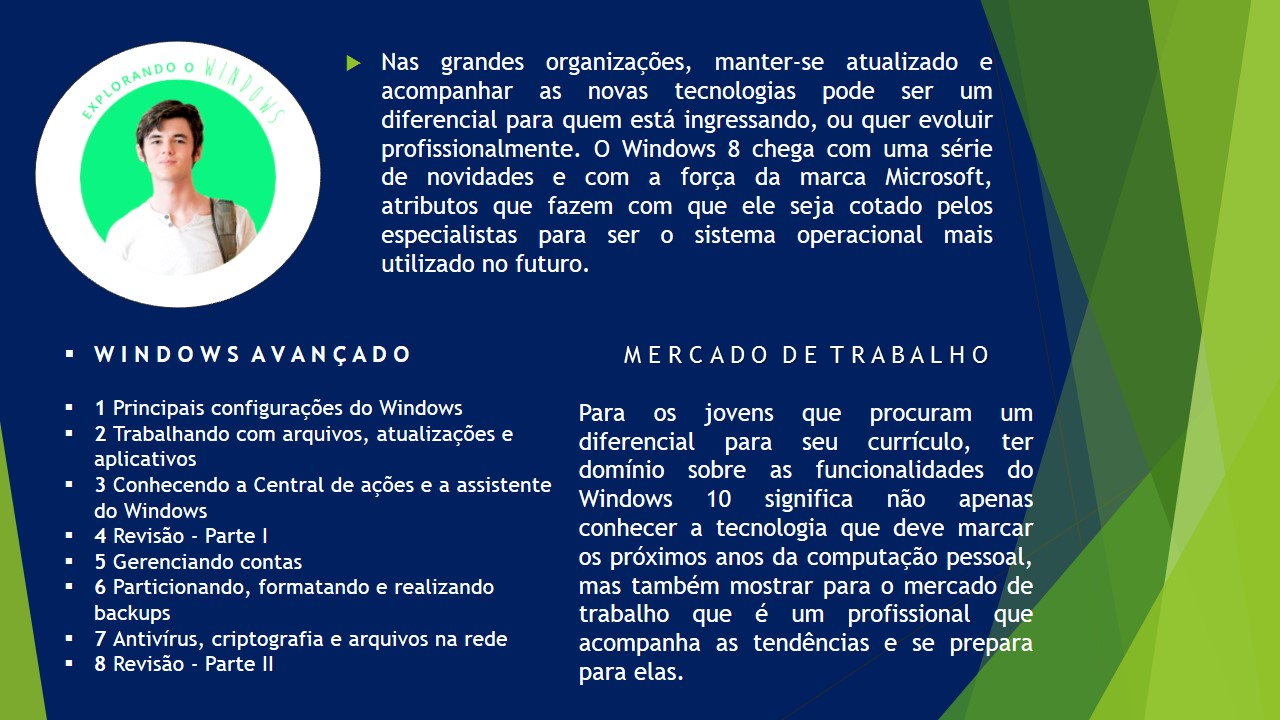 EXPLORANDO O WINDOWS
Nas grandes organizações, manter-se atualizado e
acompanhar as novas tecnologias pode ser um
diferencial para quem está ingressando, ou quer evoluir
profissionalmente. O Windows 8 chega com uma série
de novidades e com a força da marca Microsoft,
atributos que fazem com que ele seja cotado pelos
especialistas para ser o sistema operacional mais
utilizado no futuro.
WINDOWS AVANÇADO
1 Principais configurações do Windows
2 Trabalhando com arquivos, atualizações e
aplicativos
3 Conhecendo a Central de ações e a assistente
do Windows
4 Revisão - Parte I
5 Gerenciando contas
6 Particionando, formatando e realizando
backups
7 Antivírus, criptografia e arquivos na rede
8 Revisão - Parte II
MERCADO DE TRABALHO
Para os jovens que procuram um
diferencial para seu currículo, ter
domínio sobre as funcionalidades do
Windows 10 significa não apenas
conhecer a tecnologia que deve marcar
os próximos anos da computação pessoal,
mas também mostrar para o mercado de
trabalho que é um profissional que
acompanha as tendências e se prepara
para elas.